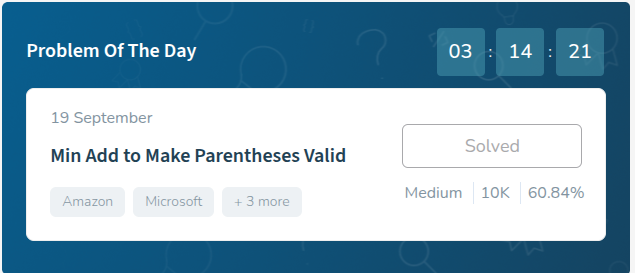 Problem Of The Day
03 : 14 : 21
19 September
Min Add to Make Parentheses Valid
Solved
Amazon Microsoft + 3 more
Medium 10K 60.84%